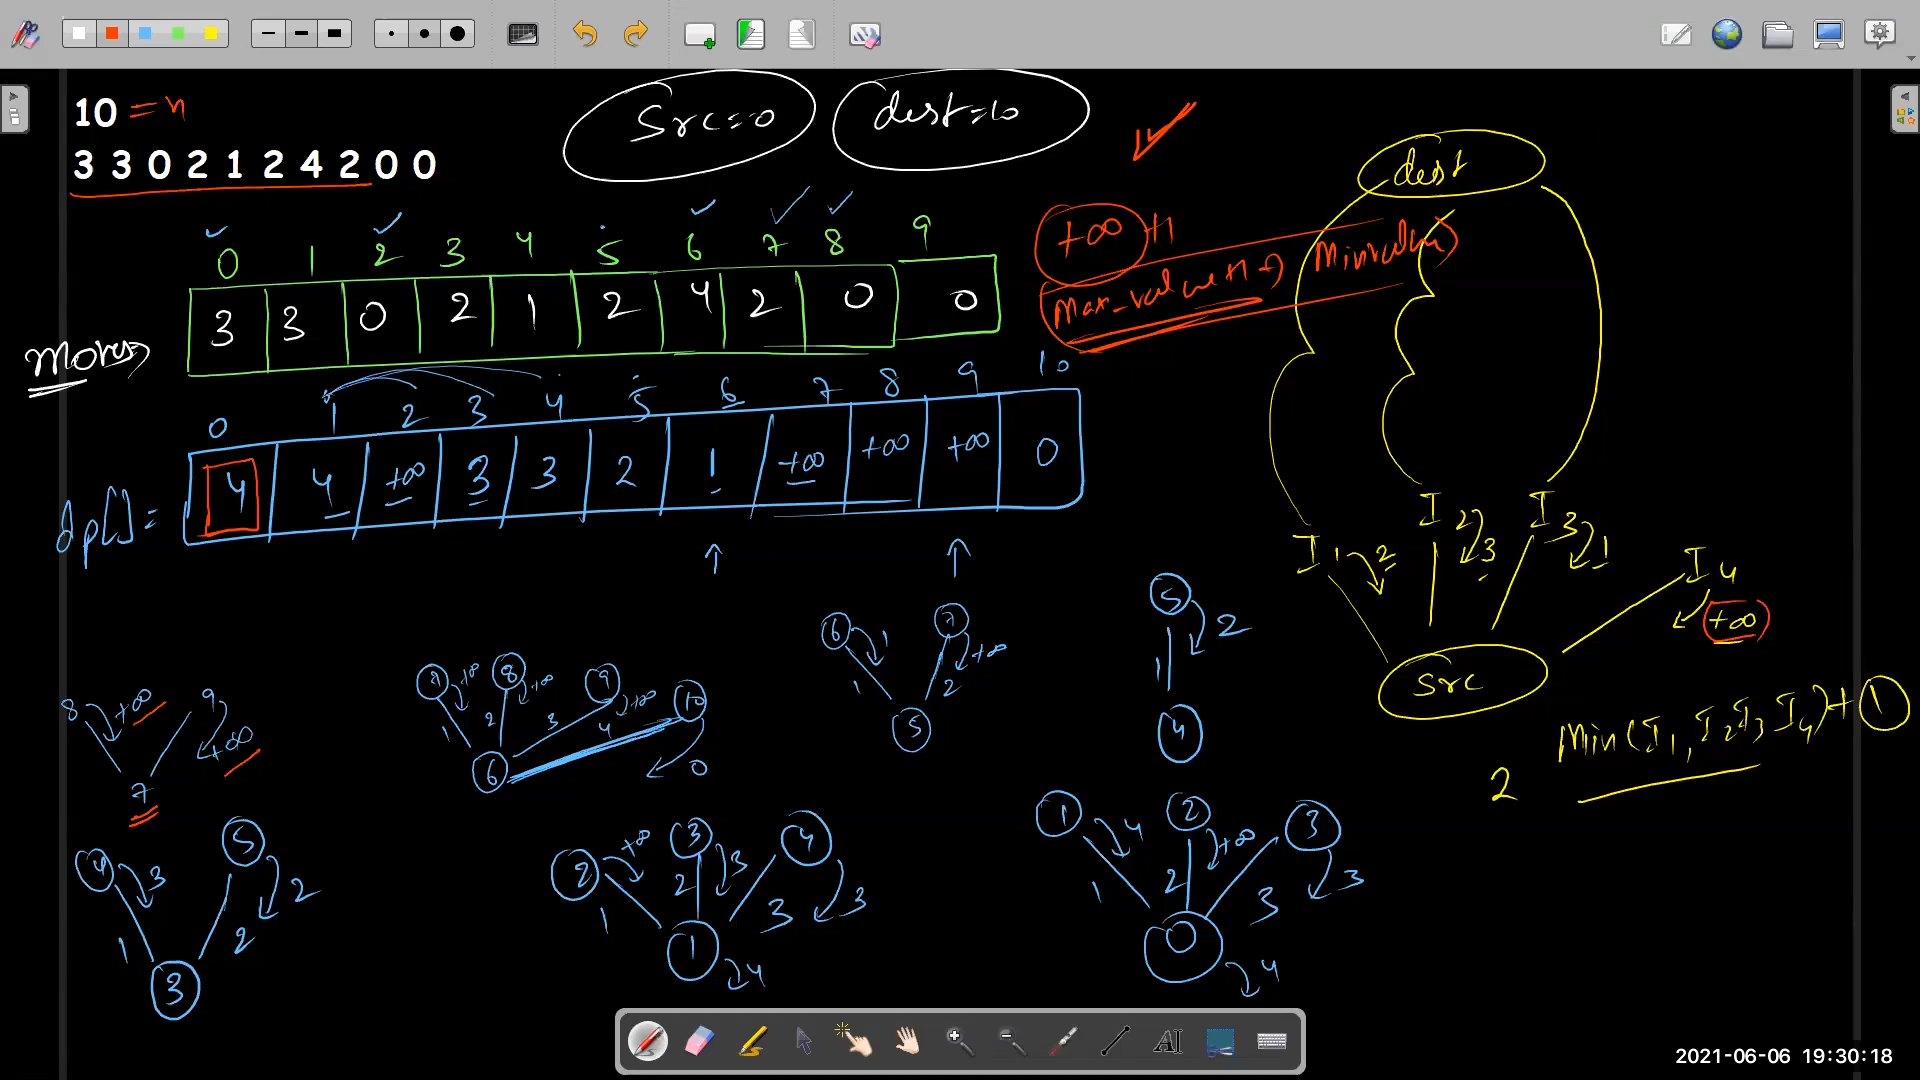 10 = n
3 3 0 2 1 2 4 2 0 0
Src=0
dest=10
0 1 2 3 4 5 6 7 8 9
moves
3 3 0 2 1 2 4 2 0 0
+∞ +1
Max-value+1 →
0 1 2 3 4 5 6 7 8 9 10
dp[] =
4 4 +∞ 3 3 2 1 +∞ +∞ +∞ 0
dest
I1 2
I2 3
I3 1
I4 +∞
Src
Min(I1, I2 I3 I4) + 1
2
8 +∞ 9 +∞
7
7 +∞ 8 +∞ 9 +∞ 10
1 2 3 4
6 0
6 1 7 +∞
1 2
5
5 2
1
4
4 3 5 2
1 2
3
2 +∞ 3 3 4 3
1 2 3
1 4
1 4 2 +∞ 3 3
1 2 3
0 4
2021-06-06 19:30:18